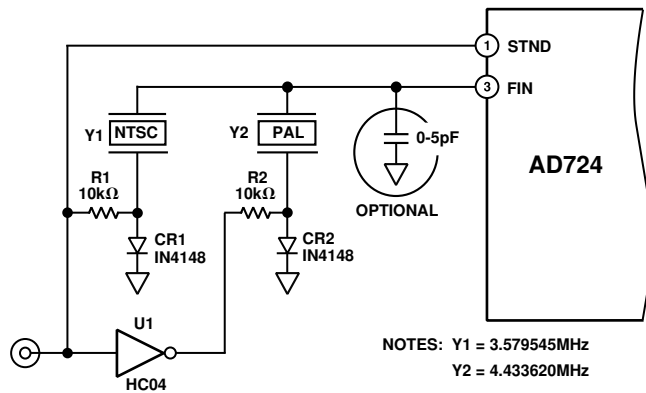 1 STND
3 FIN
Y1 NTSC
Y2 PAL
0-5pF
AD724
R1
10kΩ
R2
10kΩ
OPTIONAL
CR1
IN4148
CR2
IN4148
U1
HC04
NOTES: Y1 = 3.579545MHz
Y2 = 4.433620MHz